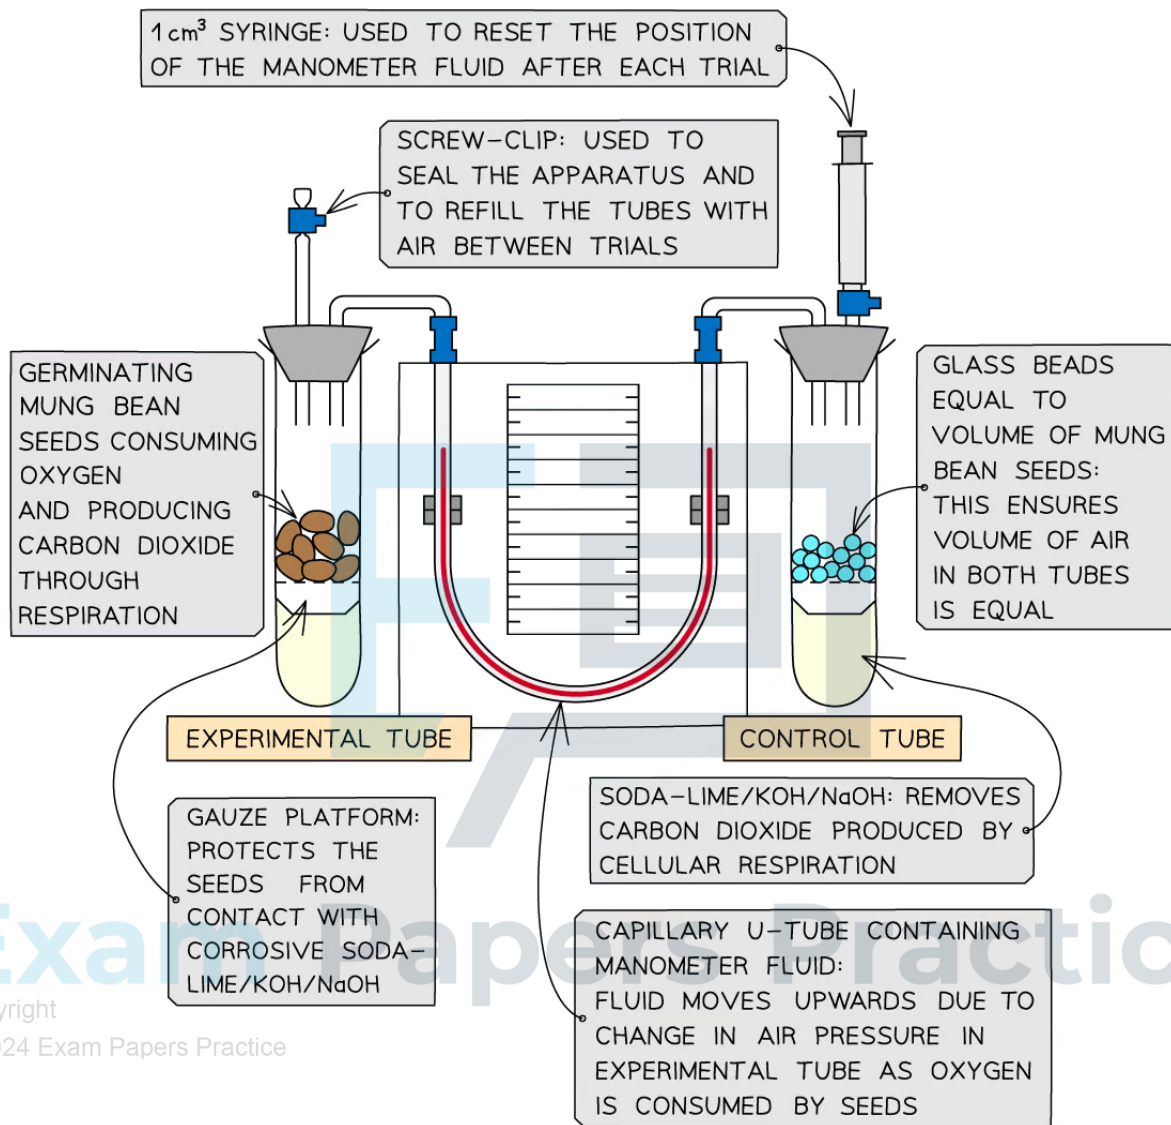 1 cm³ SYRINGE: USED TO RESET THE POSITION
OF THE MANOMETER FLUID AFTER EACH TRIAL
SCREW-CLIP: USED TO
SEAL THE APPARATUS AND
TO REFILL THE TUBES WITH
AIR BETWEEN TRIALS
GERMINATING
MUNG BEAN
SEEDS CONSUMING
OXYGEN
AND PRODUCING
CARBON DIOXIDE
THROUGH
RESPIRATION
GLASS BEADS
EQUAL TO
VOLUME OF MUNG
BEAN SEEDS:
THIS ENSURES
VOLUME OF AIR
IN BOTH TUBES
IS EQUAL
EXPERIMENTAL TUBE
CONTROL TUBE
GAUZE PLATFORM:
PROTECTS THE
SEEDS FROM
CONTACT WITH
CORROSIVE SODA-
LIME/KOH/NaOH
SODA-LIME/KOH/NaOH: REMOVES
CARBON DIOXIDE PRODUCED BY
CELLULAR RESPIRATION
CAPILLARY U-TUBE CONTAINING
MANOMETER FLUID:
FLUID MOVES UPWARDS DUE TO
CHANGE IN AIR PRESSURE IN
EXPERIMENTAL TUBE AS OXYGEN
IS CONSUMED BY SEEDS
Exam Papers Practic
yright
24 Exam Papers Practice